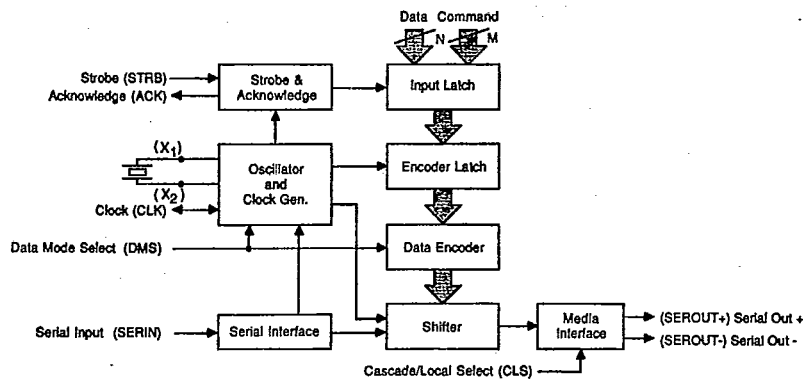 Data Command
N M
Strobe (STRB)
Acknowledge (ACK)
Strobe &
Acknowledge
Input Latch
(X1)
(X2)
Oscillator
and
Clock Gen.
Encoder Latch
Clock (CLK)
Data Mode Select (DMS)
Data Encoder
Serial Input (SERIN)
Serial Interface
Shifter
Media
Interface
(SEROUT+) Serial Out +
(SEROUT-) Serial Out -
Cascade/Local Select (CLS)